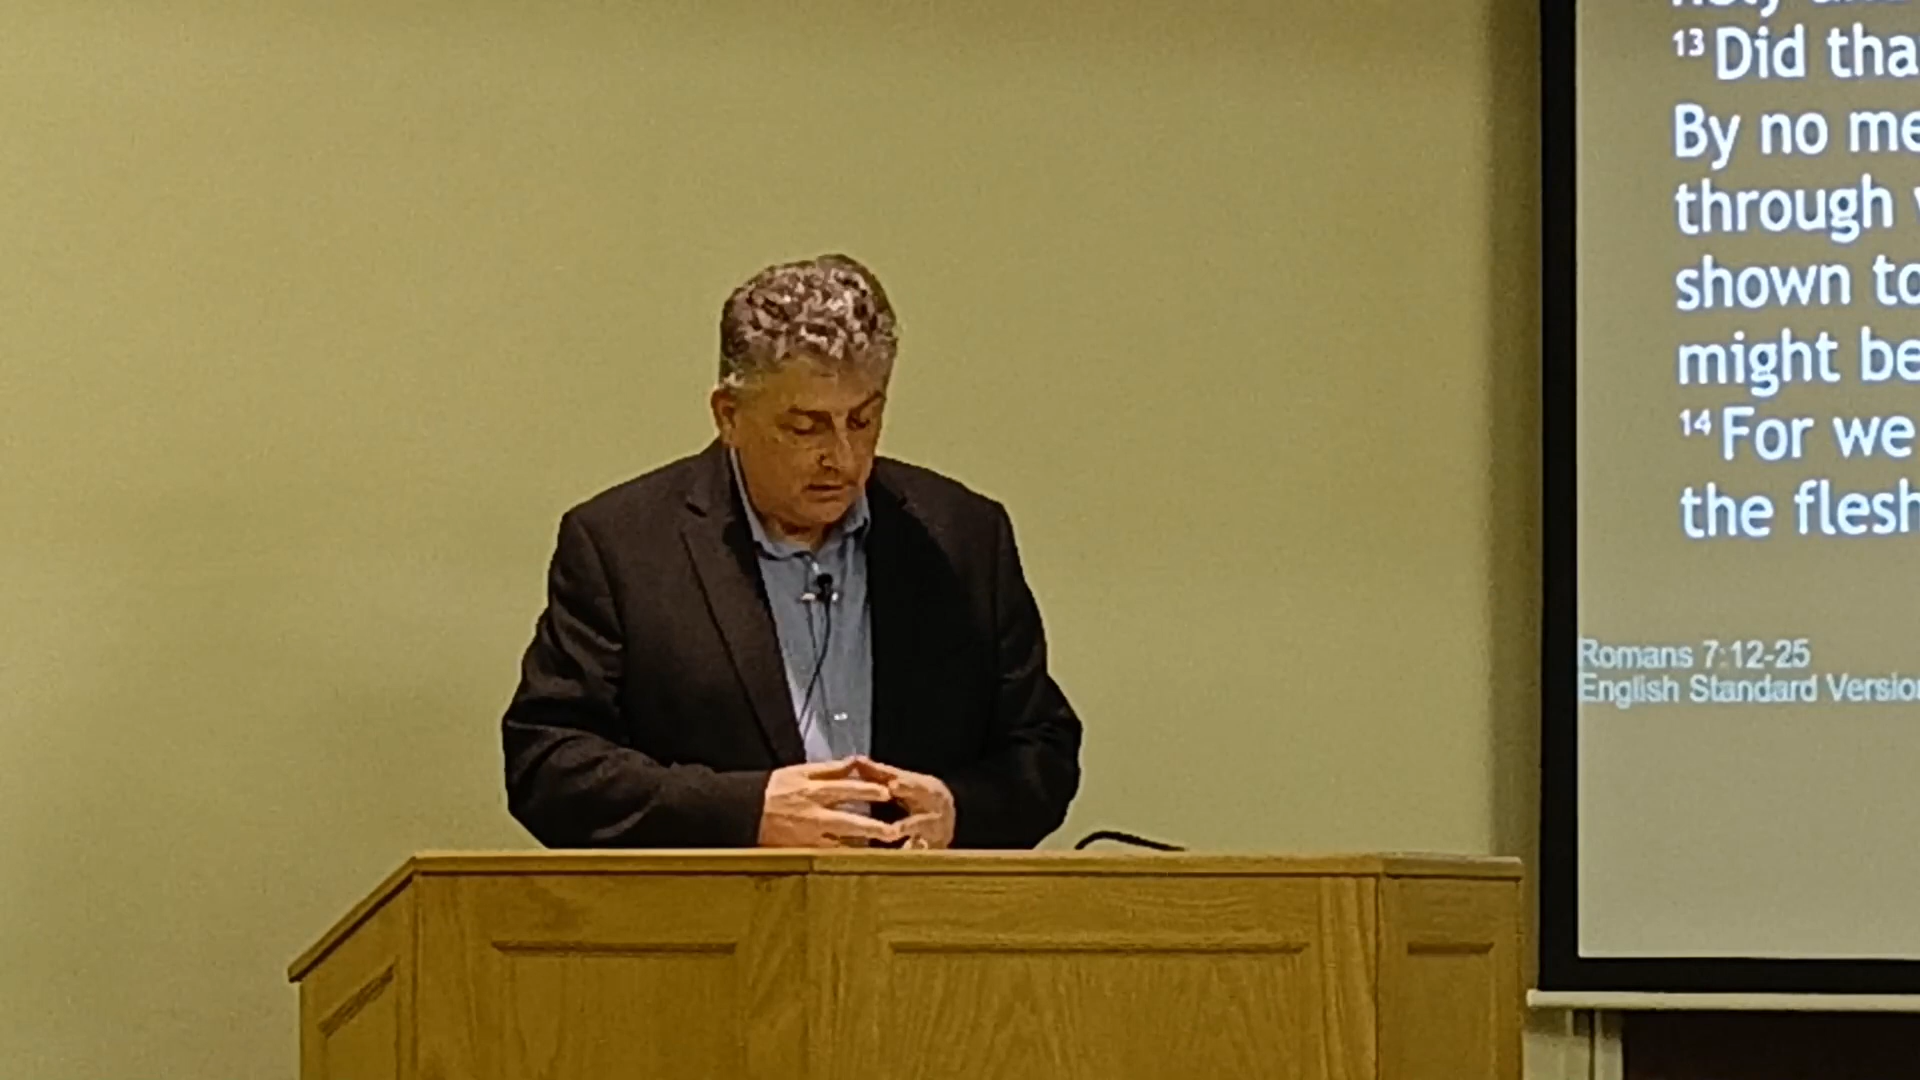 13 Did tha
By no me
through
shown to
might be
14 For we
the flesh
Romans 7:12-25
English Standard Version